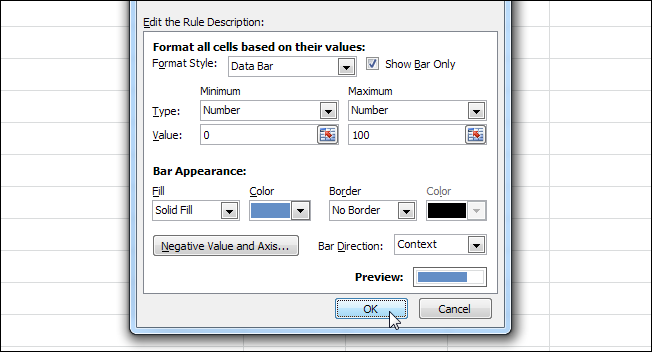 Edit the Rule Description:
Format all cells based on their values:
Format Style: Data Bar Show Bar Only
Minimum Maximum
Type: Number Number
Value: 0 100
Bar Appearance:
Fill Color Border Color
Solid Fill No Border
Negative Value and Axis... Bar Direction: Context
Preview:
OK Cancel